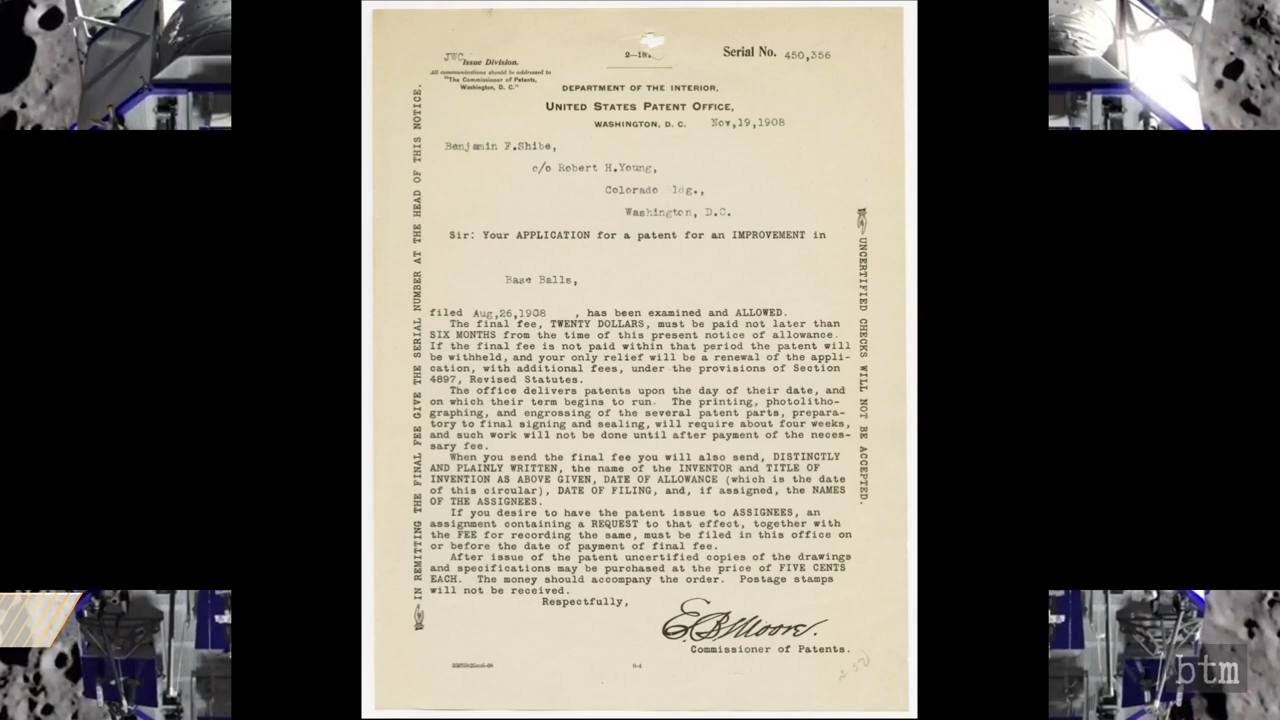 JWC Issue Division.
All communications should be addressed to
"The Commissioner of Patents,
Washington, D. C."
Serial No. 450,356
DEPARTMENT OF THE INTERIOR,
UNITED STATES PATENT OFFICE,
WASHINGTON, D. C. Nov,19,1908
Benjamin F.Shibe,
c/o Robert H.Young,
Colorado ldg.,
Washington, D.C.
Sir: Your APPLICATION for a patent for an IMPROVEMENT in
Base Balls,
filed Aug,26,1908 , has been examined and ALLOWED.
The final fee, TWENTY DOLLARS, must be paid not later than
SIX MONTHS from the time of this present notice of allowance.
If the final fee is not paid within that period the patent will
be withheld, and your only relief will be a renewal of the appli-
cation, with additional fees, under the provisions of Section
4897, Revised Statutes.
The office delivers patents upon the day of their date, and
on which their term begins to run. The printing, photolitho-
graphing, and engrossing of the several patent parts, prepara-
tory to final signing and sealing, will require about four weeks,
and such work will not be done until after payment of the neces-
sary fee.
When you send the final fee you will also send, DISTINCTLY
AND PLAINLY WRITTEN, the name of the INVENTOR and TITLE OF
INVENTION AS ABOVE GIVEN, DATE OF ALLOWANCE (which is the date
of this circular), DATE OF FILING, and, if assigned, the NAMES
OF THE ASSIGNEES.
If you desire to have the patent issue to ASSIGNEES, an
assignment containing a REQUEST to that effect, together with
the FEE for recording the same, must be filed in this office on
or before the date of payment of final fee.
After issue of the patent uncertified copies of the drawings
and specifications may be purchased at the price of FIVE CENTS
EACH. The money should accompany the order. Postage stamps
will not be received.
Respectfully,
E.B. Moore.
Commissioner of Patents.
IN REMITTING THE FINAL FEE GIVE THE SERIAL NUMBER AT THE HEAD OF THIS NOTICE.
UNCERTIFIED CHECKS WILL NOT BE ACCEPTED.
btm